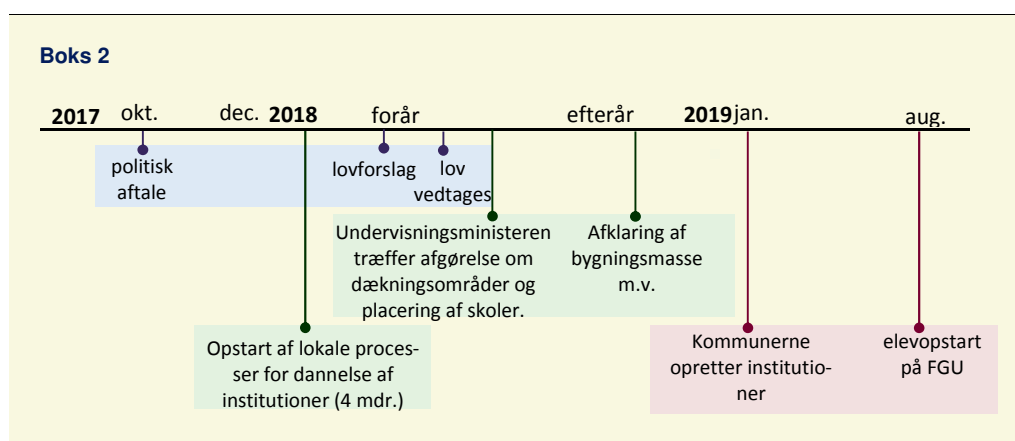 Boks 2
2017 okt. dec. 2018 forår efterår 2019 jan. aug.
politisk
aftale
lovforslag
lov
vedtages
Undervisningsministeren
træffer afgørelse om
dækningsområder og
placering af skoler.
Afklaring af
bygningsmasse
m.v.
Opstart af lokale proces-
ser for dannelse af
institutioner (4 mdr.)
Kommunerne
opretter institutio-
ner
elevopstart
på FGU